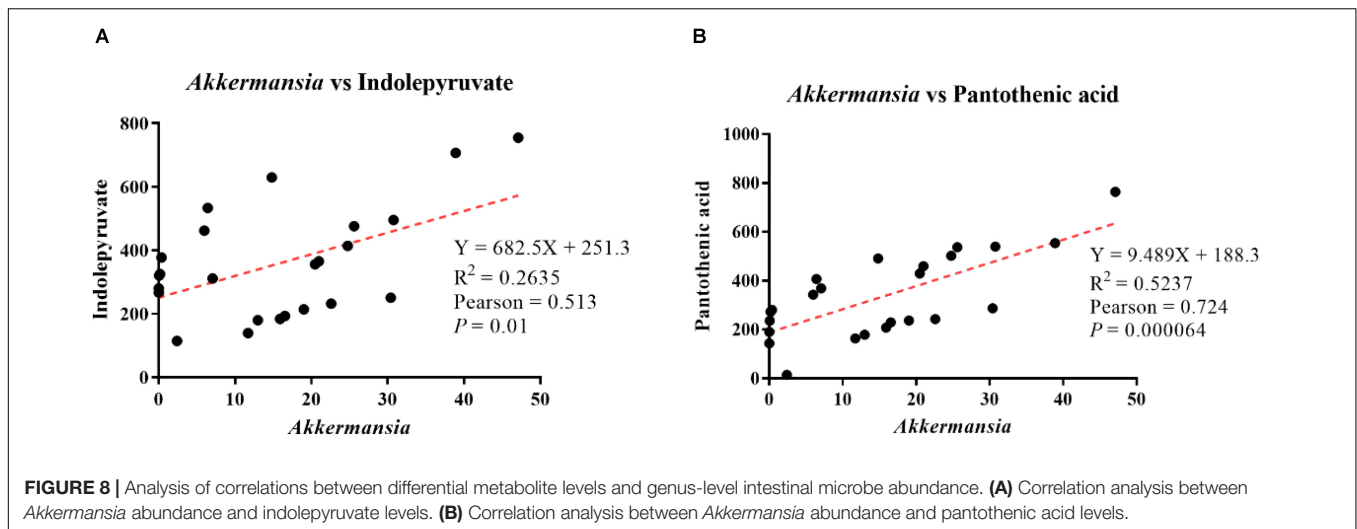 A
Akkermansia vs Indolepyruvate
800
600
400
200
0
Indolepyruvate
0 10 20 30 40 50
Akkermansia
Y = 682.5X + 251.3
R² = 0.2635
Pearson = 0.513
P = 0.01
B
Akkermansia vs Pantothenic acid
1000
800
600
400
200
0
Pantothenic acid
0 10 20 30 40 50
Akkermansia
Y = 9.489X + 188.3
R² = 0.5237
Pearson = 0.724
P = 0.000064
FIGURE 8 | Analysis of correlations between differential metabolite levels and genus-level intestinal microbe abundance. (A) Correlation analysis between
Akkermansia abundance and indolepyruvate levels. (B) Correlation analysis between Akkermansia abundance and pantothenic acid levels.